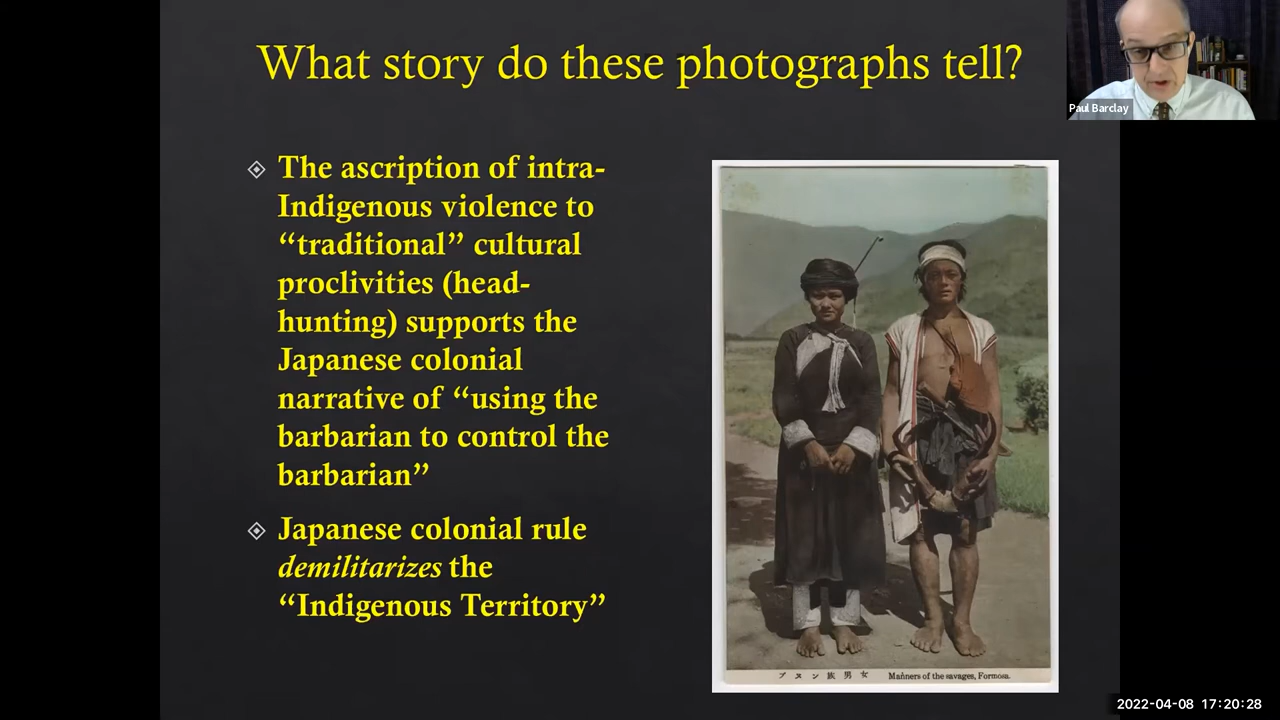 What story do these photographs tell?
Paul Barclay
The ascription of intra-
Indigenous violence to
“traditional” cultural
proclivities (head-
hunting) supports the
Japanese colonial
narrative of “using the
barbarian to control the
barbarian”
Japanese colonial rule
demilitarizes the
“Indigenous Territory”
ブヌン族男女 Manners of the savages, Formosa.
2022-04-08 17:20:28